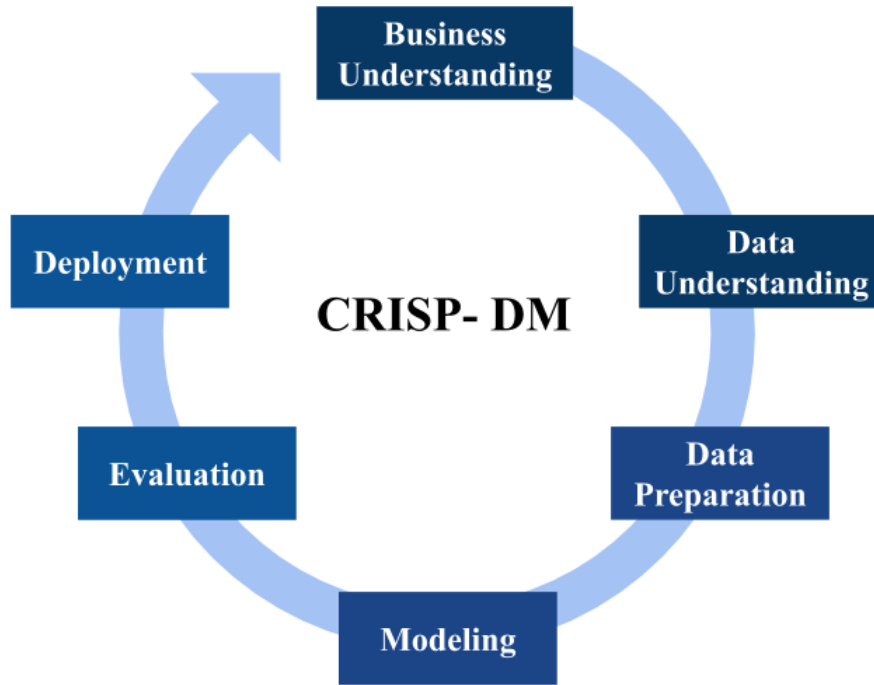 Business
Understanding
Data
Understanding
Data
Preparation
Modeling
Evaluation
Deployment
CRISP- DM